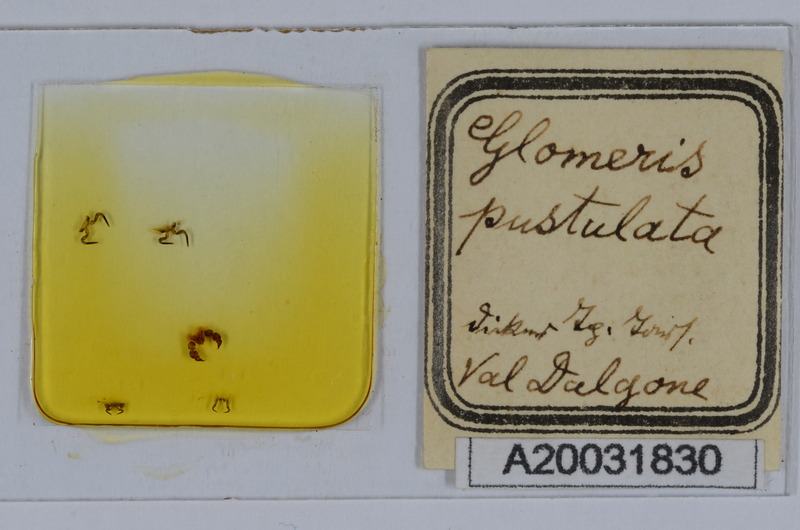 Glomeris
pustulata
Val Dalgone
A20031830